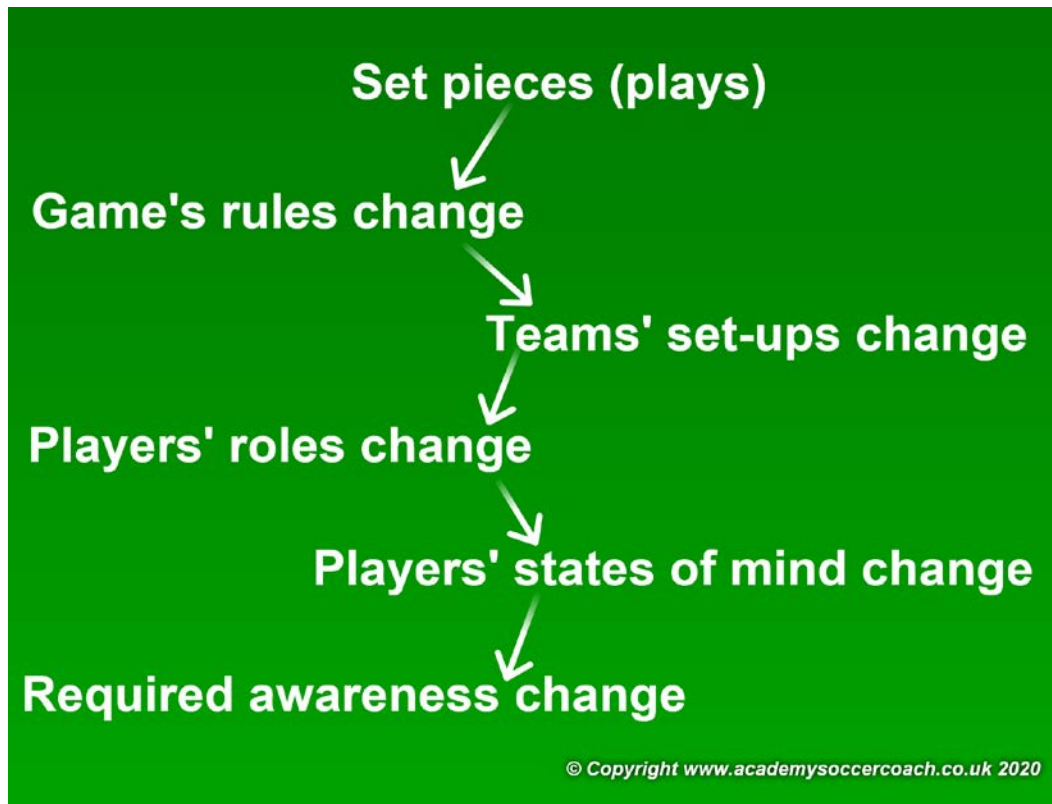 Set pieces (plays)
Game's rules change
Teams' set-ups change
Players' roles change
Players' states of mind change
Required awareness change
© Copyright www.academysoccercoach.co.uk 2020